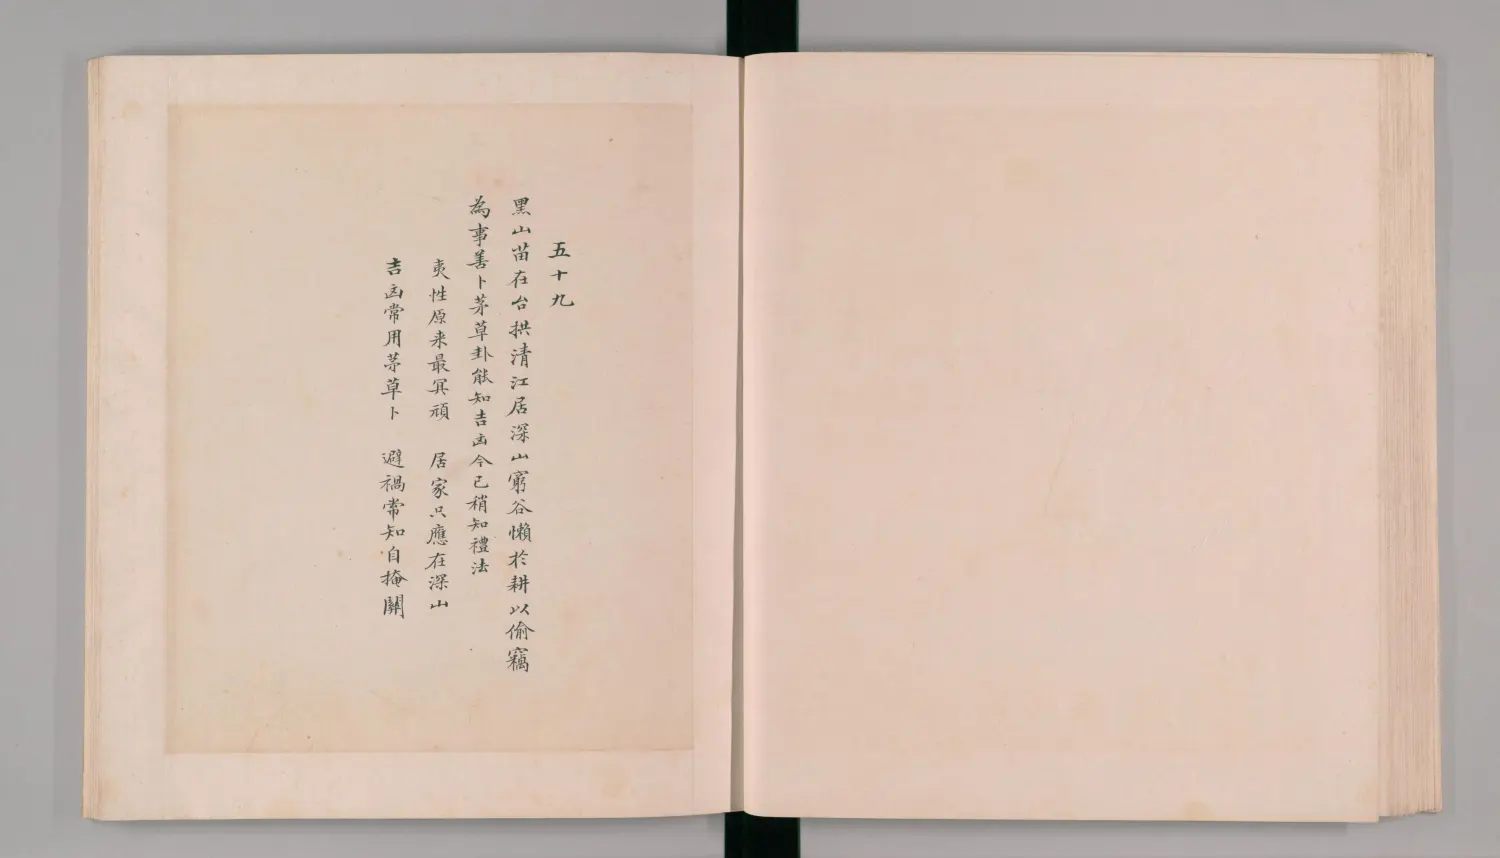 五十九
黑山苗在台拱清江居深山窮谷懶於耕以偷竊
為事善卜茅草卦能知吉凶今已稍知禮法
夷性原来最冥頑　居家只應在深山
吉凶常用茅草卜　避禍常知自掩關